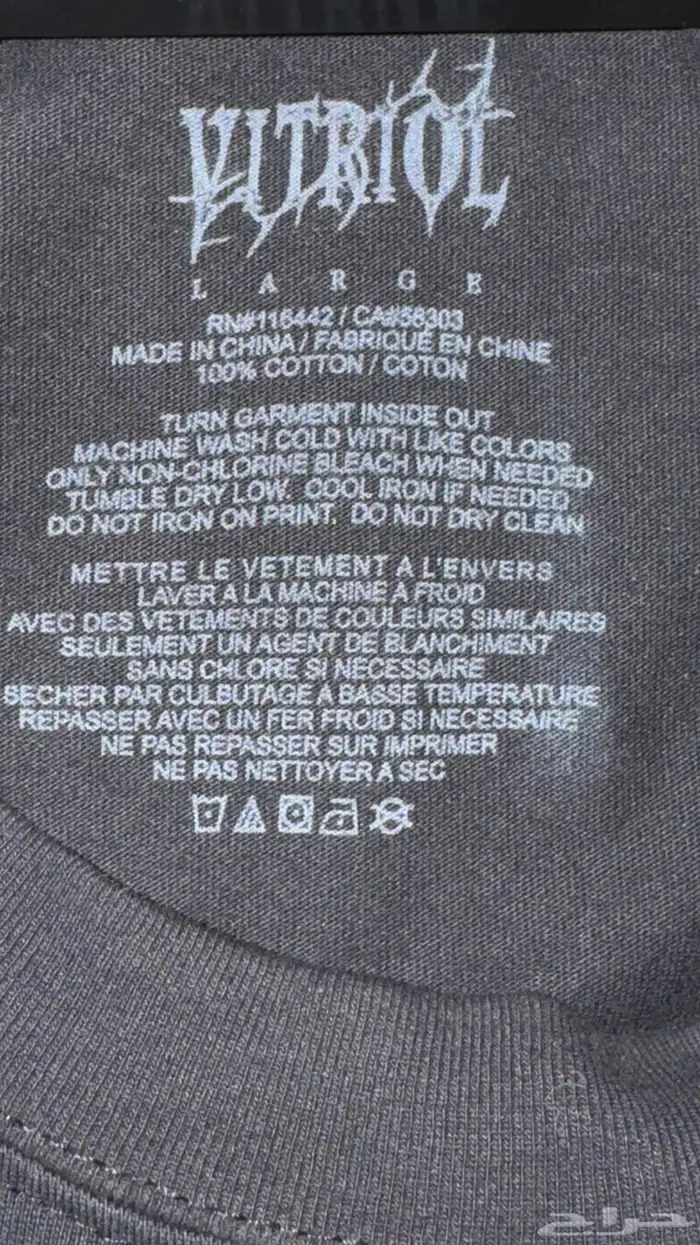 VITRIOL
LARGE
RN#116442 / CA#56303
MADE IN CHINA / FABRIQUE EN CHINE
100% COTTON / COTON
TURN GARMENT INSIDE OUT
MACHINE WASH COLD WITH LIKE COLORS
ONLY NON-CHLORINE BLEACH WHEN NEEDED
TUMBLE DRY LOW. COOL IRON IF NEEDED
DO NOT IRON ON PRINT. DO NOT DRY CLEAN
METTRE LE VETEMENT A L'ENVERS
LAVER A LA MACHINE A FROID
AVEC DES VETEMENTS DE COULEURS SIMILAIRES
SEULEMENT UN AGENT DE BLANCHIMENT
SANS CHLORE SI NECESSAIRE
SECHER PAR CULBUTAGE A BASSE TEMPERATURE
REPASSER AVEC UN FER FROID SI NECESSAIRE
NE PAS REPASSER SUR IMPRIMER
NE PAS NETTOYER A SEC
حراج